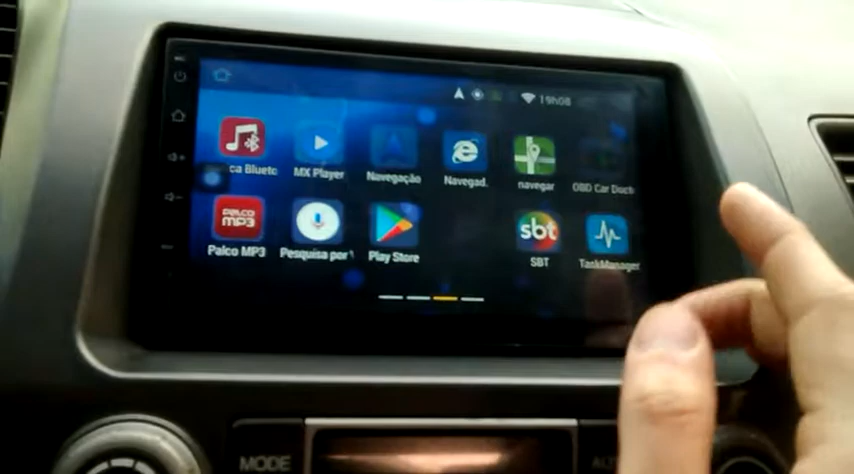 19h08
ca Blueto
MX Player
Navegação
Navegad.
navegar
OBD Car Doct
PALCO
MP3
sbt
Palco MP3
Pesquisa por
Play Store
SBT
TaskManager
MODE